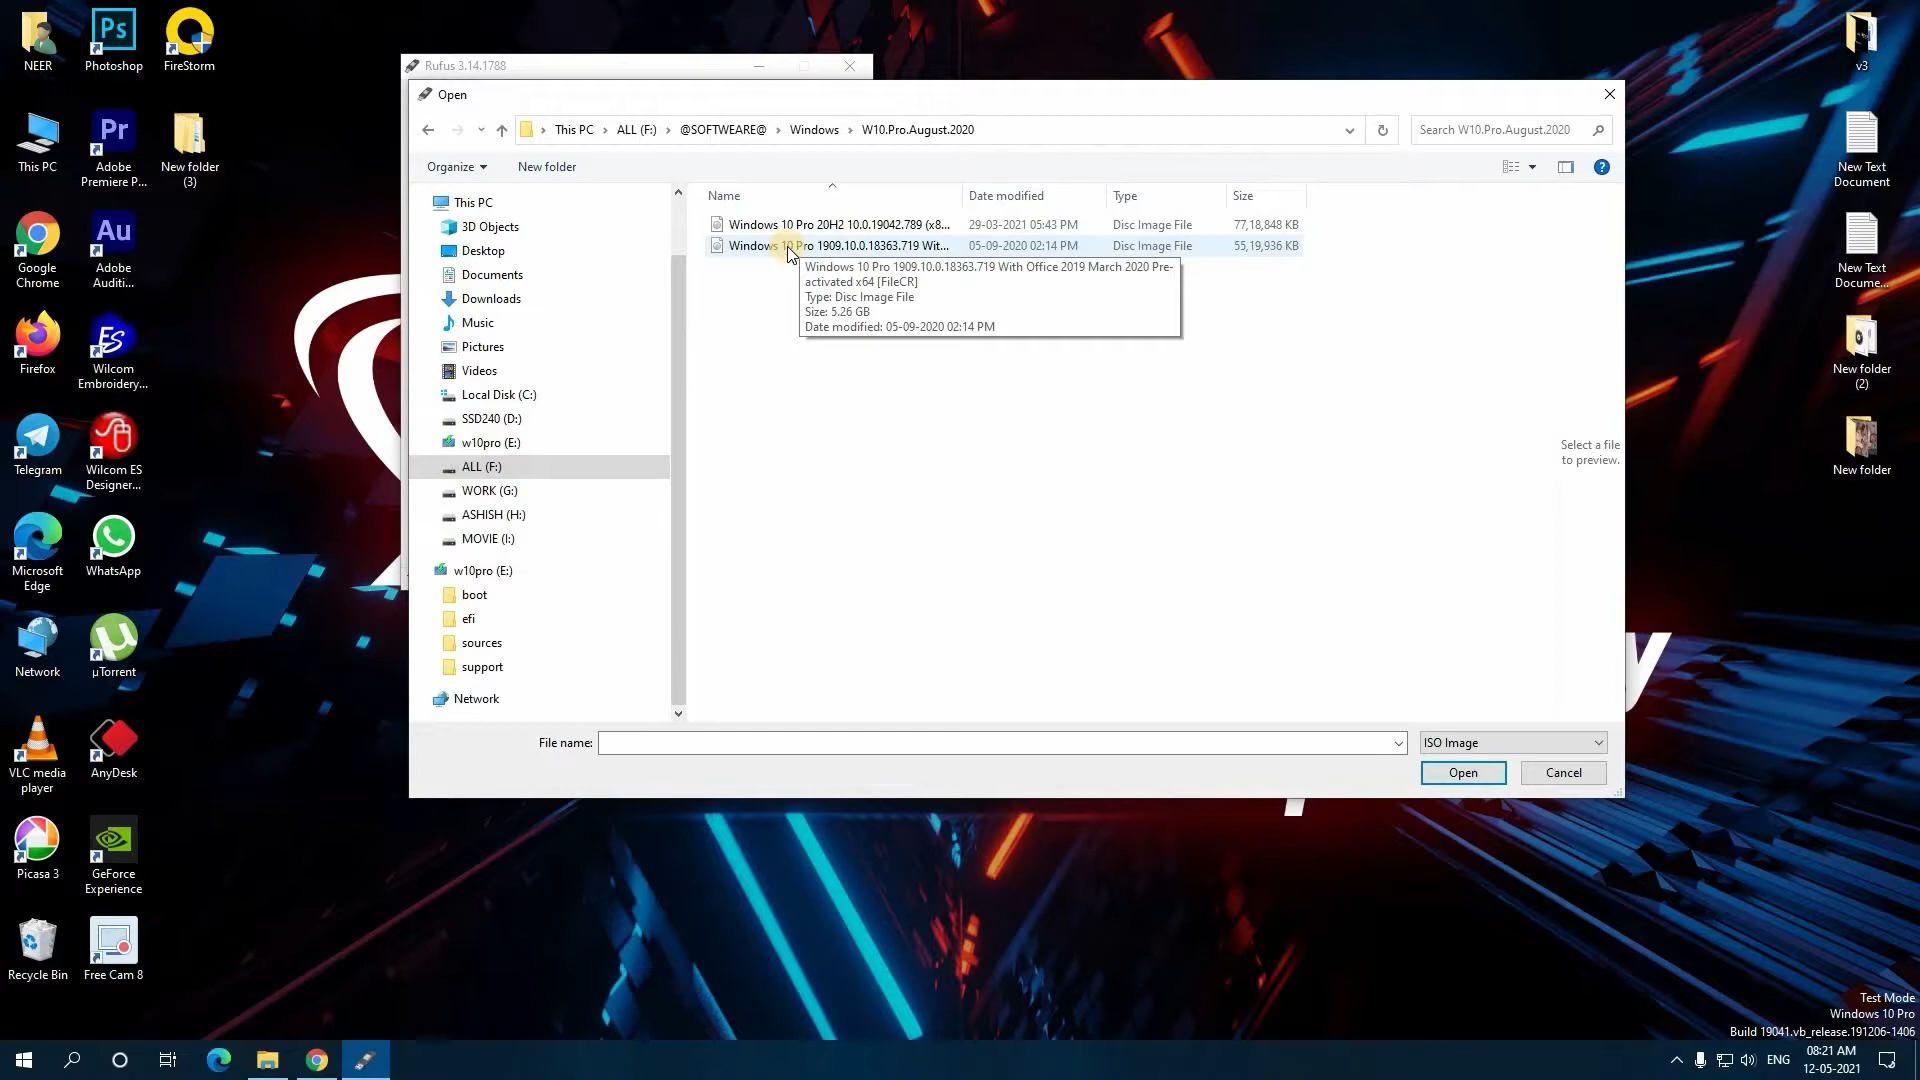 NEER
Photoshop
FireStorm
This PC
Adobe
Premiere P...
New folder
(3)
Google
Chrome
Adobe
Auditi...
Firefox
Wilcom
Embroidery...
Telegram
Wilcom ES
Designer...
Microsoft
Edge
WhatsApp
Network
µTorrent
VLC media
player
AnyDesk
Picasa 3
GeForce
Experience
Recycle Bin
Free Cam 8
Rufus 3.14.1788
Open
This PC > ALL (F:) > @SOFTWEARE@ > Windows > W10.Pro.August.2020
Search W10.Pro.August.2020
Organize
New folder
This PC
3D Objects
Desktop
Documents
Downloads
Music
Pictures
Videos
Local Disk (C:)
SSD240 (D:)
w10pro (E:)
ALL (F:)
WORK (G:)
ASHISH (H:)
MOVIE (I:)
w10pro (E:)
boot
efi
sources
support
Network
Name Date modified Type Size
Windows 10 Pro 20H2 10.0.19042.789 (x8... 29-03-2021 05:43 PM Disc Image File 77,18,848 KB
Windows 10 Pro 1909.10.0.18363.719 Wit... 05-09-2020 02:14 PM Disc Image File 55,19,936 KB
Windows 10 Pro 1909.10.0.18363.719 With Office 2019 March 2020 Pre-
activated x64 [FileCR]
Type: Disc Image File
Size: 5.26 GB
Date modified: 05-09-2020 02:14 PM
Select a file
to preview.
File name:
ISO Image
Open
Cancel
v3
New Text
Document
New Text
Docume...
New folder
(2)
New folder
y
Test Mode
Windows 10 Pro
Build 19041.vb_release.191206-1406
ENG
08:21 AM
12-05-2021
Ps
Pr
Au
ES